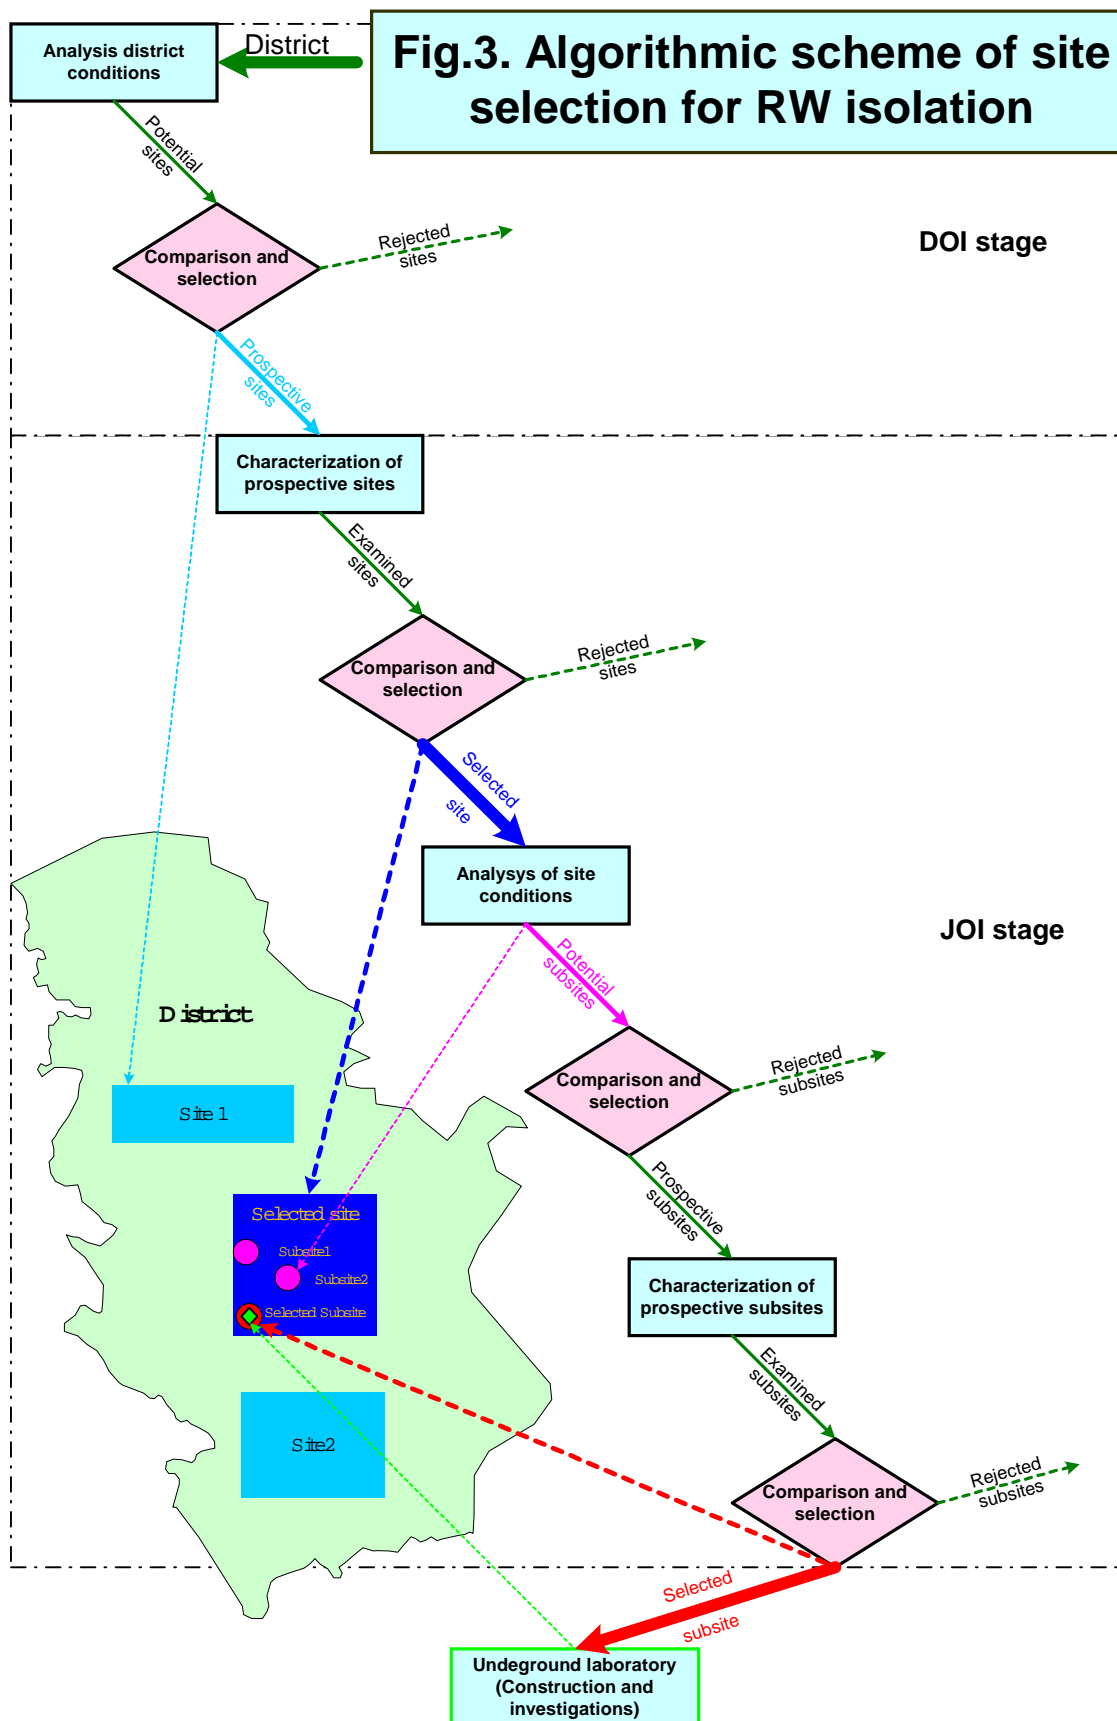 Analysis district
conditions
District
Fig.3. Algorithmic scheme of site
selection for RW isolation
Potential
sites
Comparison and
selection
Rejected
sites
DOI stage
Prospective
sites
Characterization of
prospective sites
Examined
sites
Comparison and
selection
Rejected
sites
Selected
site
Analysys of site
conditions
JOI stage
Potential
subsites
District
Comparison and
selection
Rejected
subsites
Site 1
Prospective
subsites
Selected site
Subsite1
Subsite2
Selected Subsite
Characterization of
prospective subsites
Examined
subsites
Site2
Comparison and
selection
Rejected
subsites
Selected
subsite
Undeground laboratory
(Construction and
investigations)